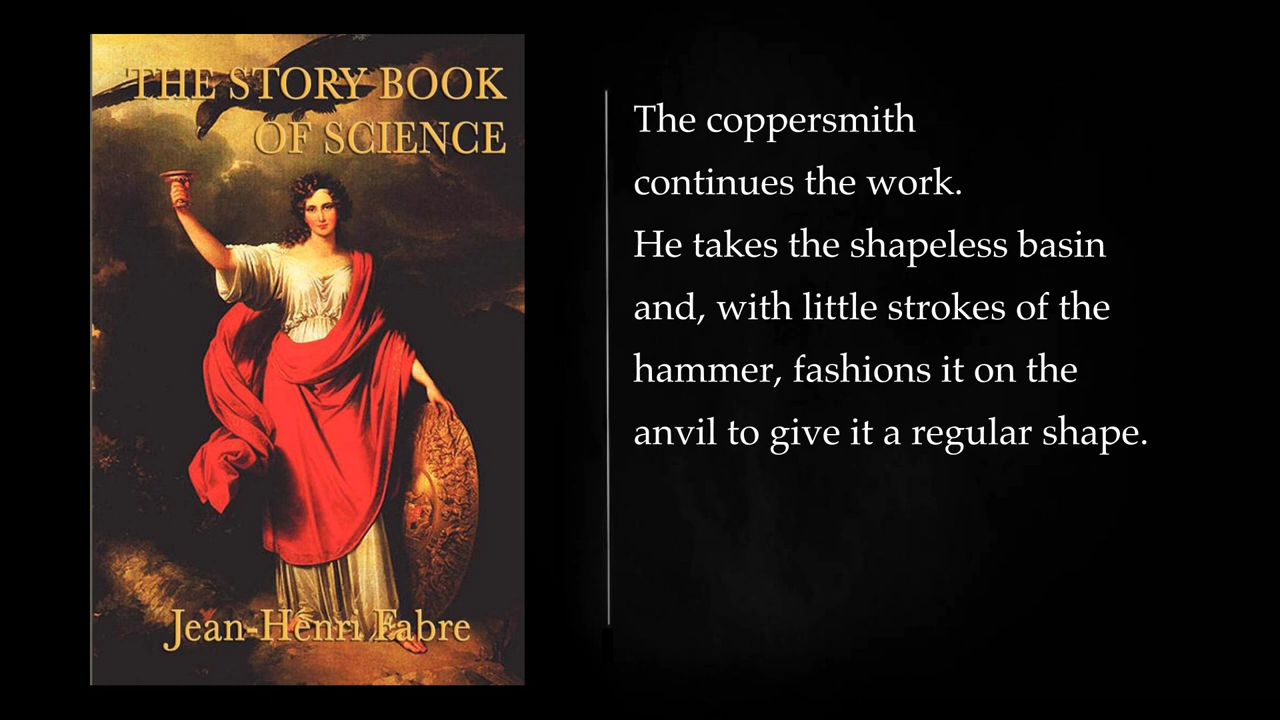 THE STORY BOOK
OF SCIENCE
Jean-Henri Fabre
The coppersmith
continues the work.
He takes the shapeless basin
and, with little strokes of the
hammer, fashions it on the
anvil to give it a regular shape.